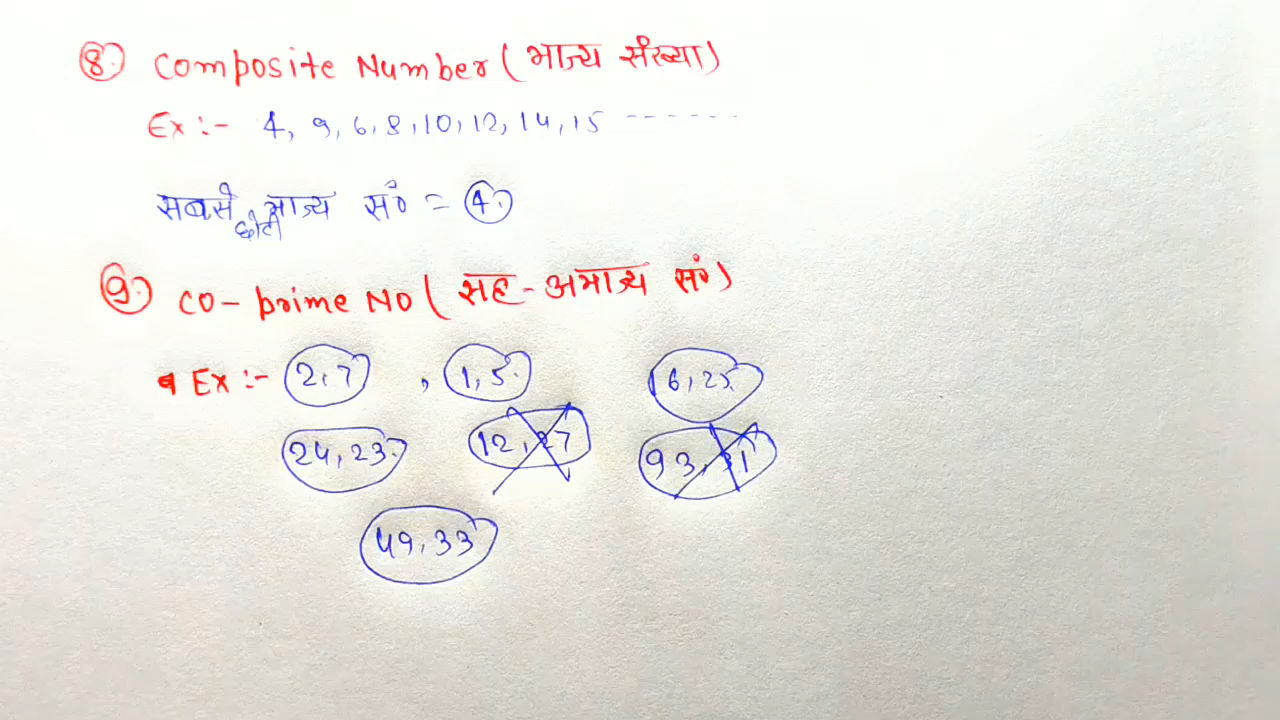 8. Composite Number (भाज्य संख्या)
Ex :- 4, 9, 6, 8, 10, 12, 14, 15 -------
सबसे छोटी भाज्य सं० = 4.
9. CO-prime NO (सह-अभाज्य सं०)
Ex :- 2, 7 , 1, 5. 16, 25
24, 23. 12, 27 93, 31
49, 33